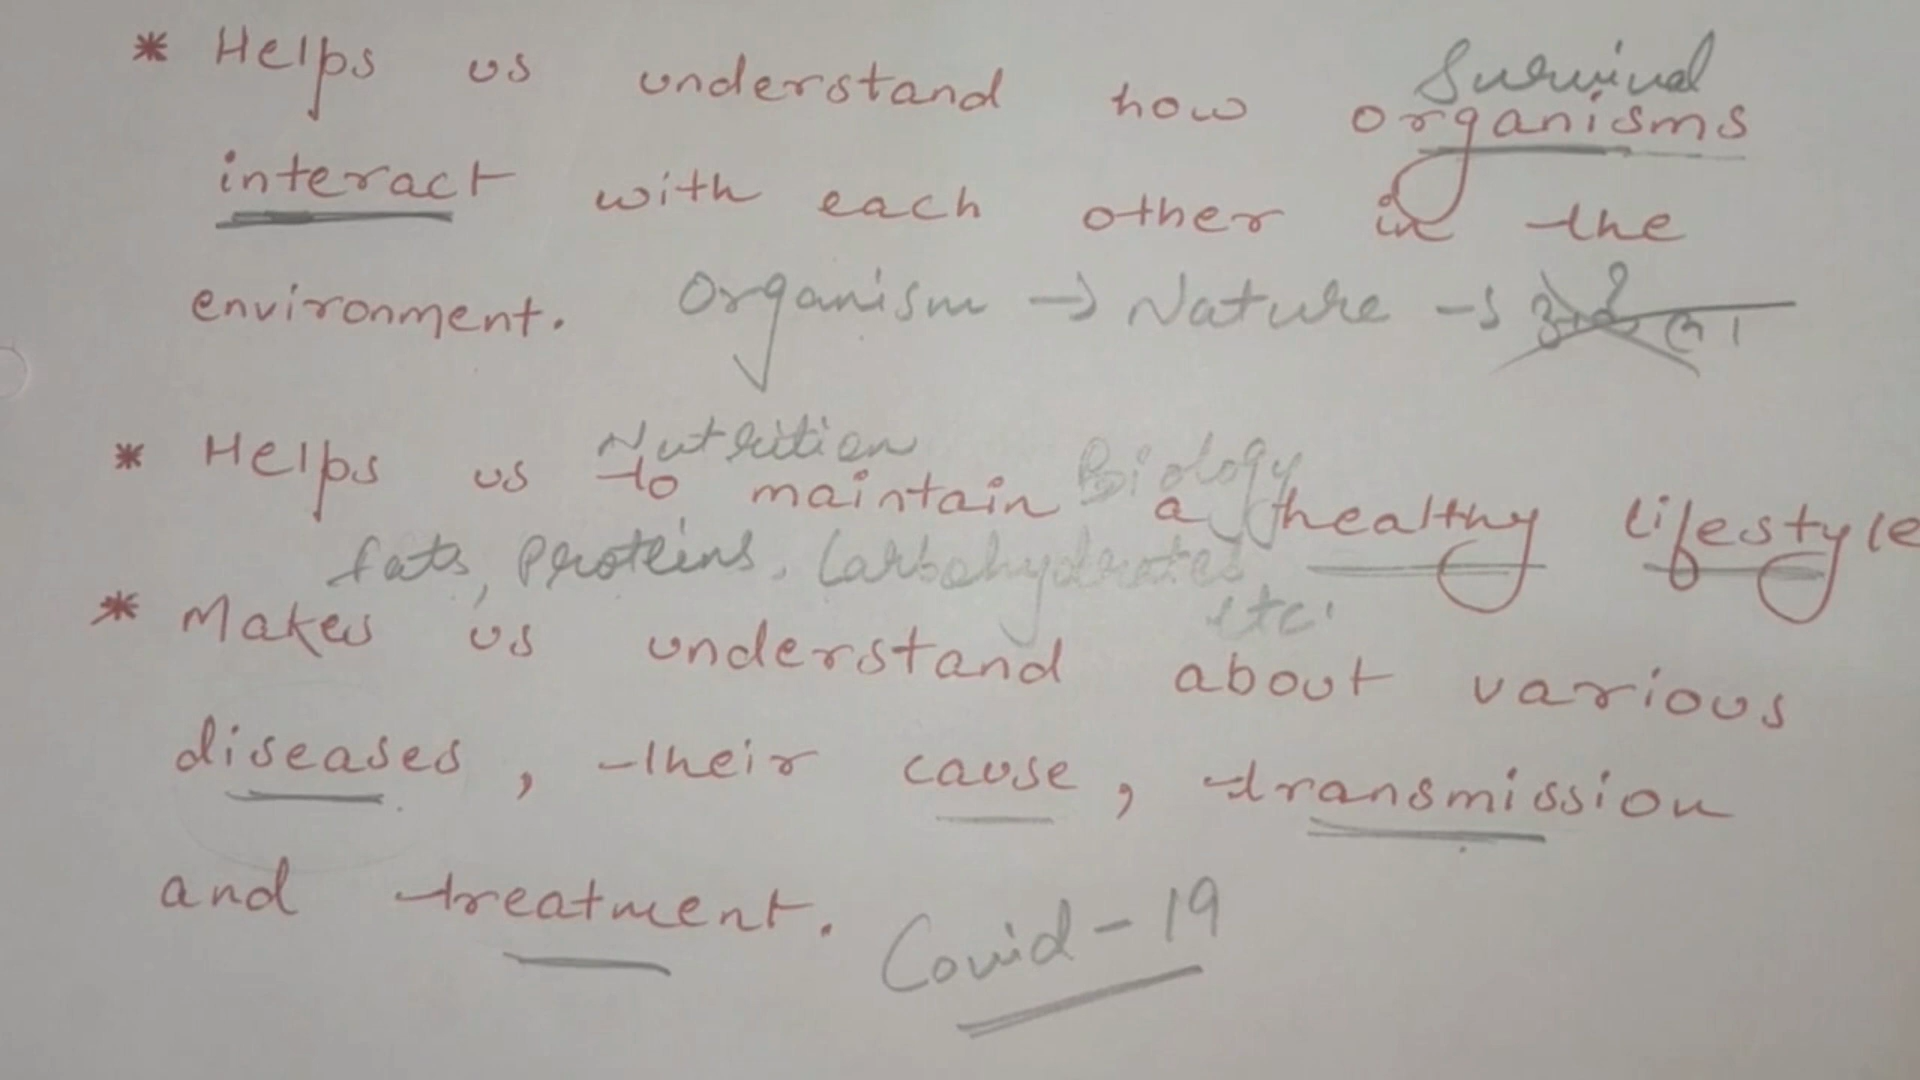 Survival
* Helps us understand how organisms
interact with each other in the
environment. Organism → Nature →
Nutrition Biology
* Helps us to maintain a healthy lifestyle
fats, Proteins, Carbohydrates
etc.
* Makes us understand about various
diseases, their cause, transmission
and treatment. Covid-19